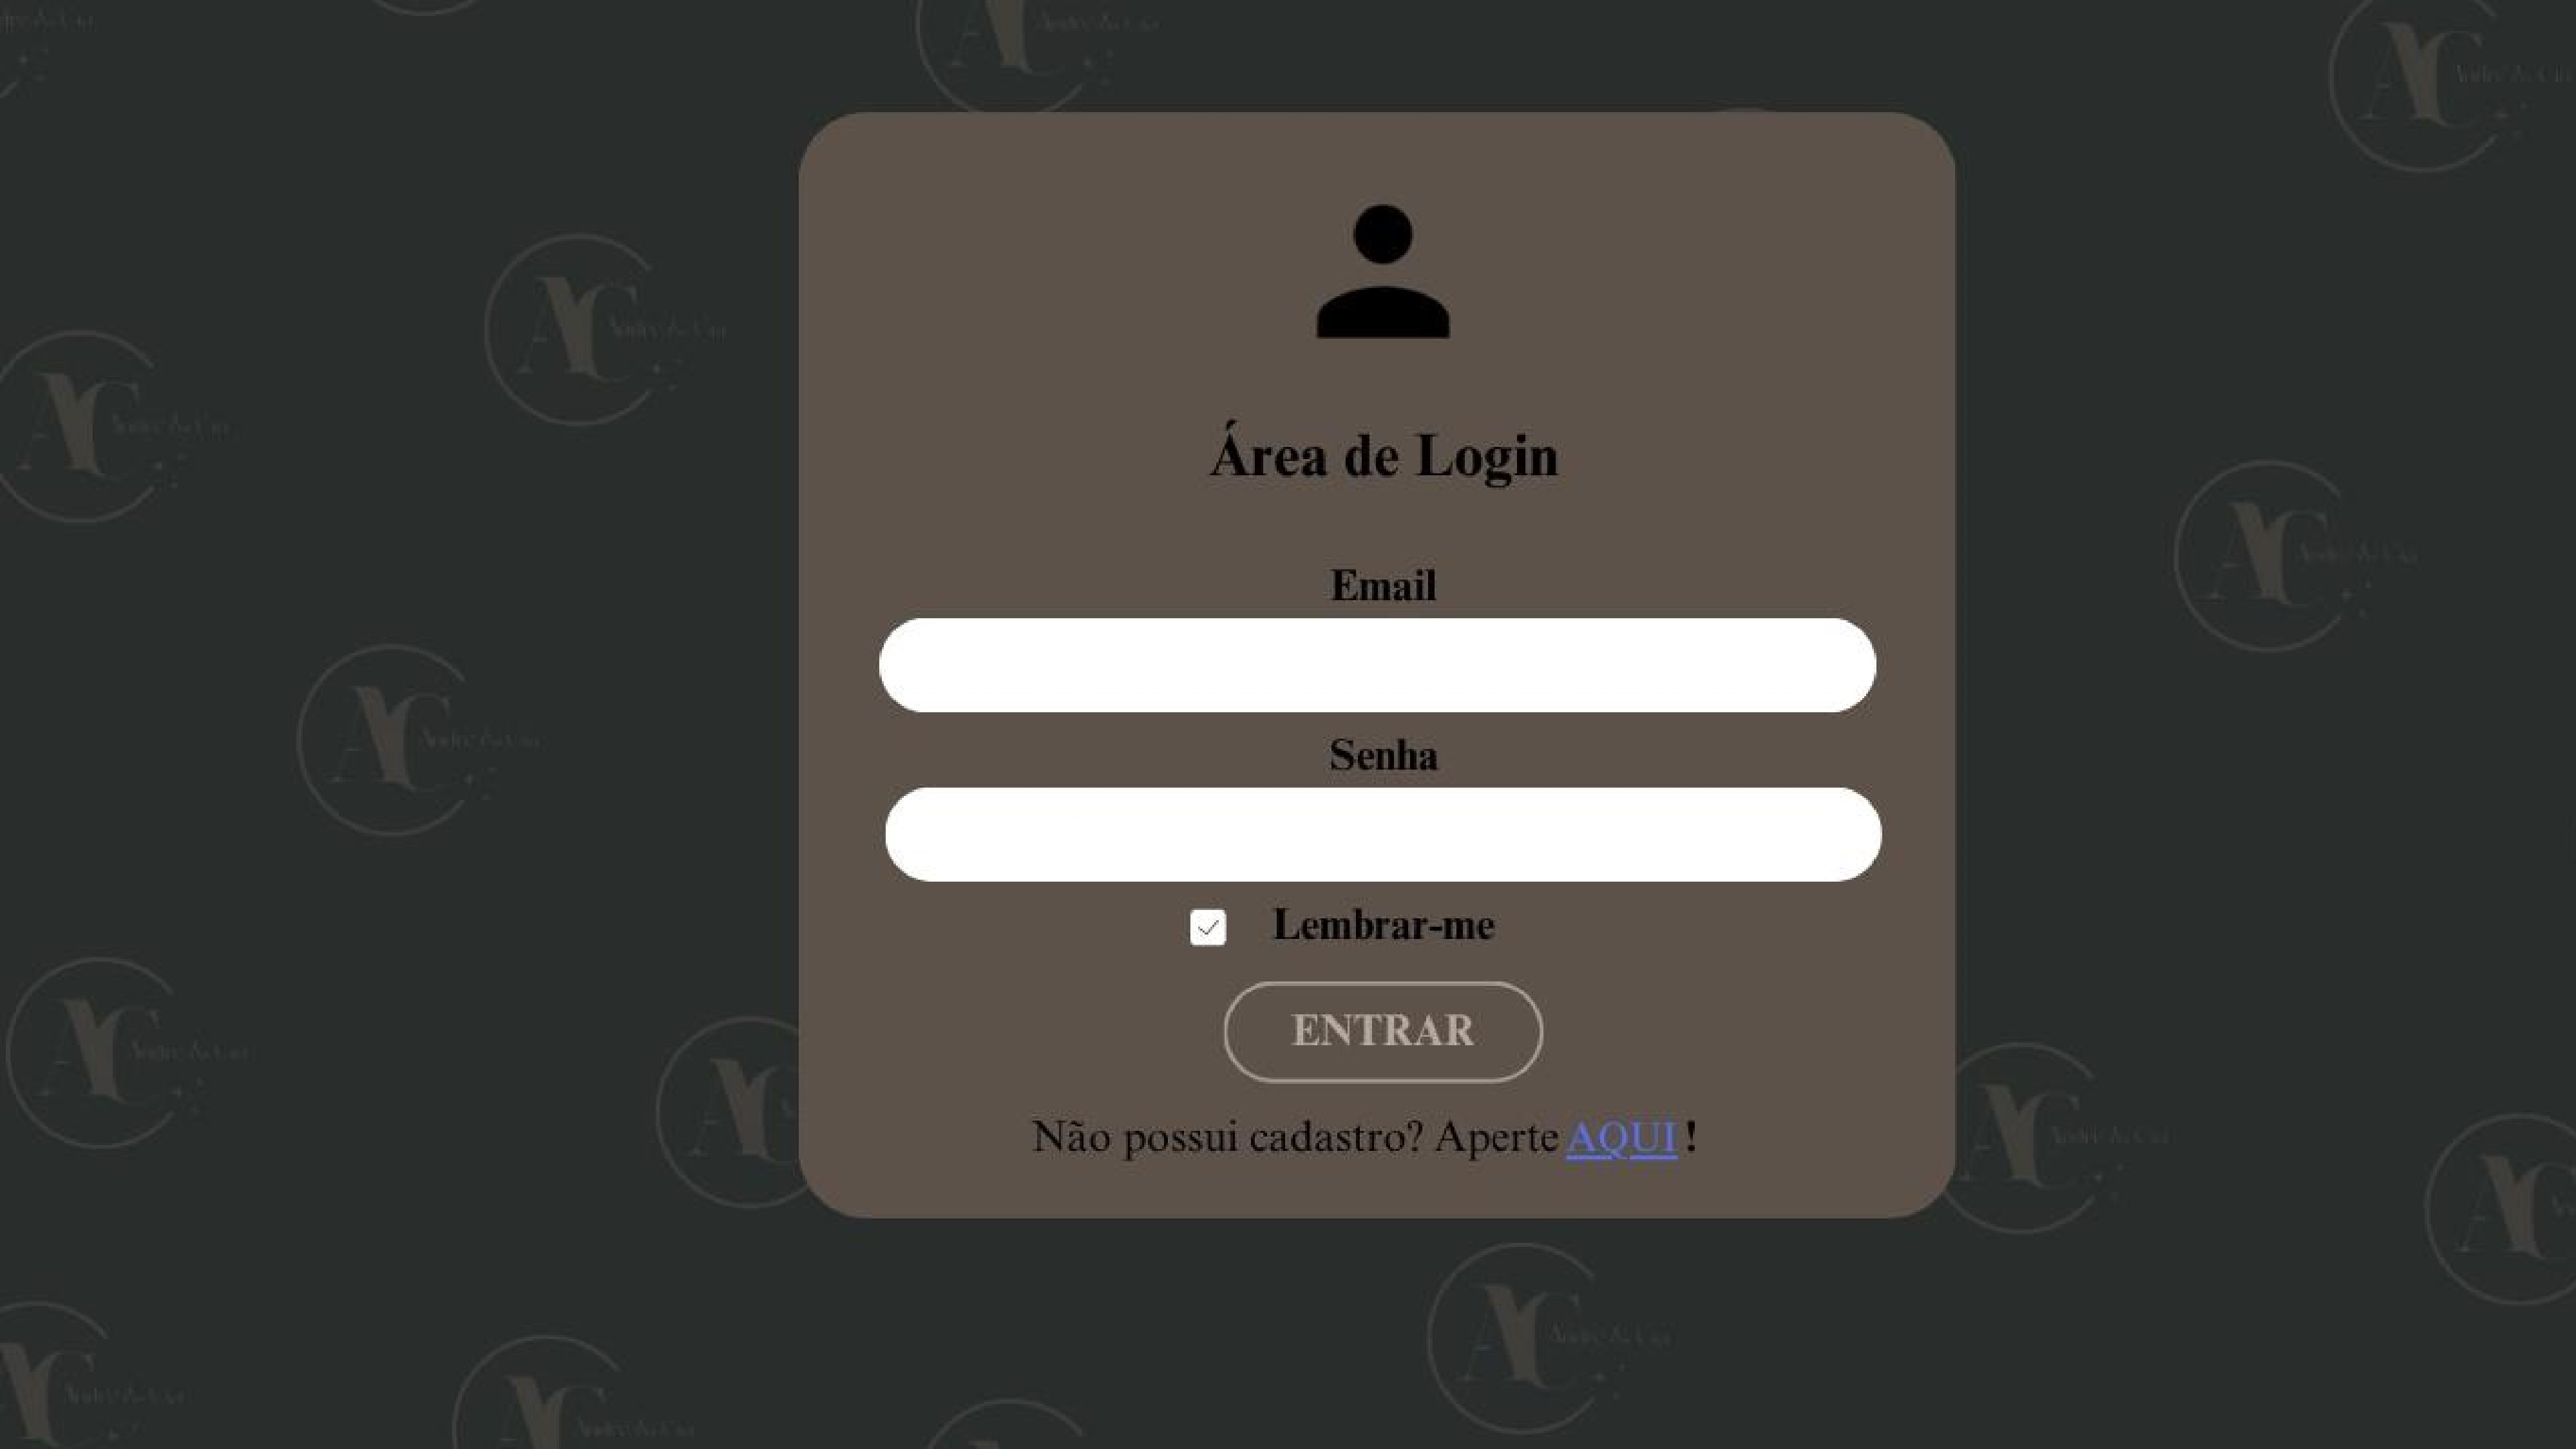 Área de Login
Email
Senha
Lembrar-me
ENTRAR
Não possui cadastro? Aperte AQUI !